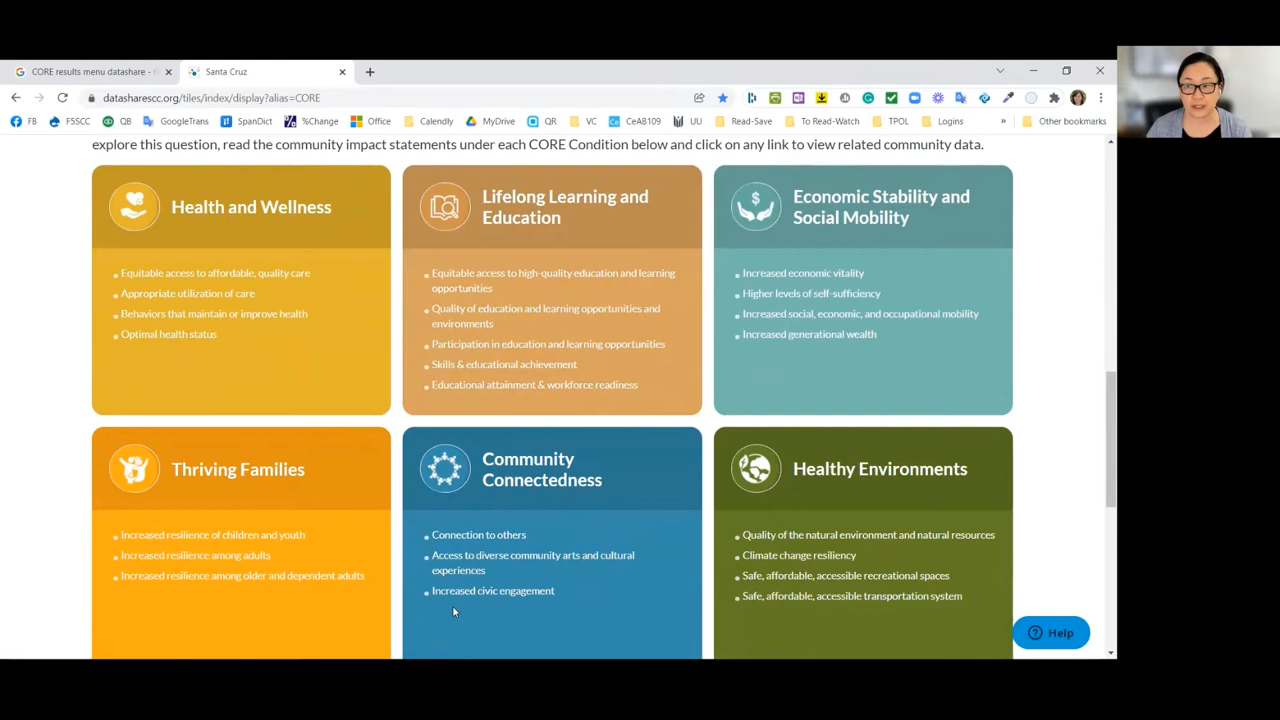 CORE results menu datashare -
Santa Cruz
datasharescc.org/tiles/index/display?alias=CORE
FB
F5SCC
QB
GoogleTrans
SpanDict
%Change
Office
Calendly
MyDrive
QR
VC
CeAB109
UU
Read-Save
To Read-Watch
TPOL
Logins
»
Other bookmarks
explore this question, read the community impact statements under each CORE Condition below and click on any link to view related community data.
Health and Wellness
Equitable access to affordable, quality care
Appropriate utilization of care
Behaviors that maintain or improve health
Optimal health status
Lifelong Learning and
Education
Equitable access to high-quality education and learning
opportunities
Quality of education and learning opportunities and
environments
Participation in education and learning opportunities
Skills & educational achievement
Educational attainment & workforce readiness
Economic Stability and
Social Mobility
Increased economic vitality
Higher levels of self-sufficiency
Increased social, economic, and occupational mobility
Increased generational wealth
Thriving Families
Increased resilience of children and youth
Increased resilience among adults
Increased resilience among older and dependent adults
Community
Connectedness
Connection to others
Access to diverse community arts and cultural
experiences
Increased civic engagement
Healthy Environments
Quality of the natural environment and natural resources
Climate change resiliency
Safe, affordable, accessible recreational spaces
Safe, affordable, accessible transportation system
Help